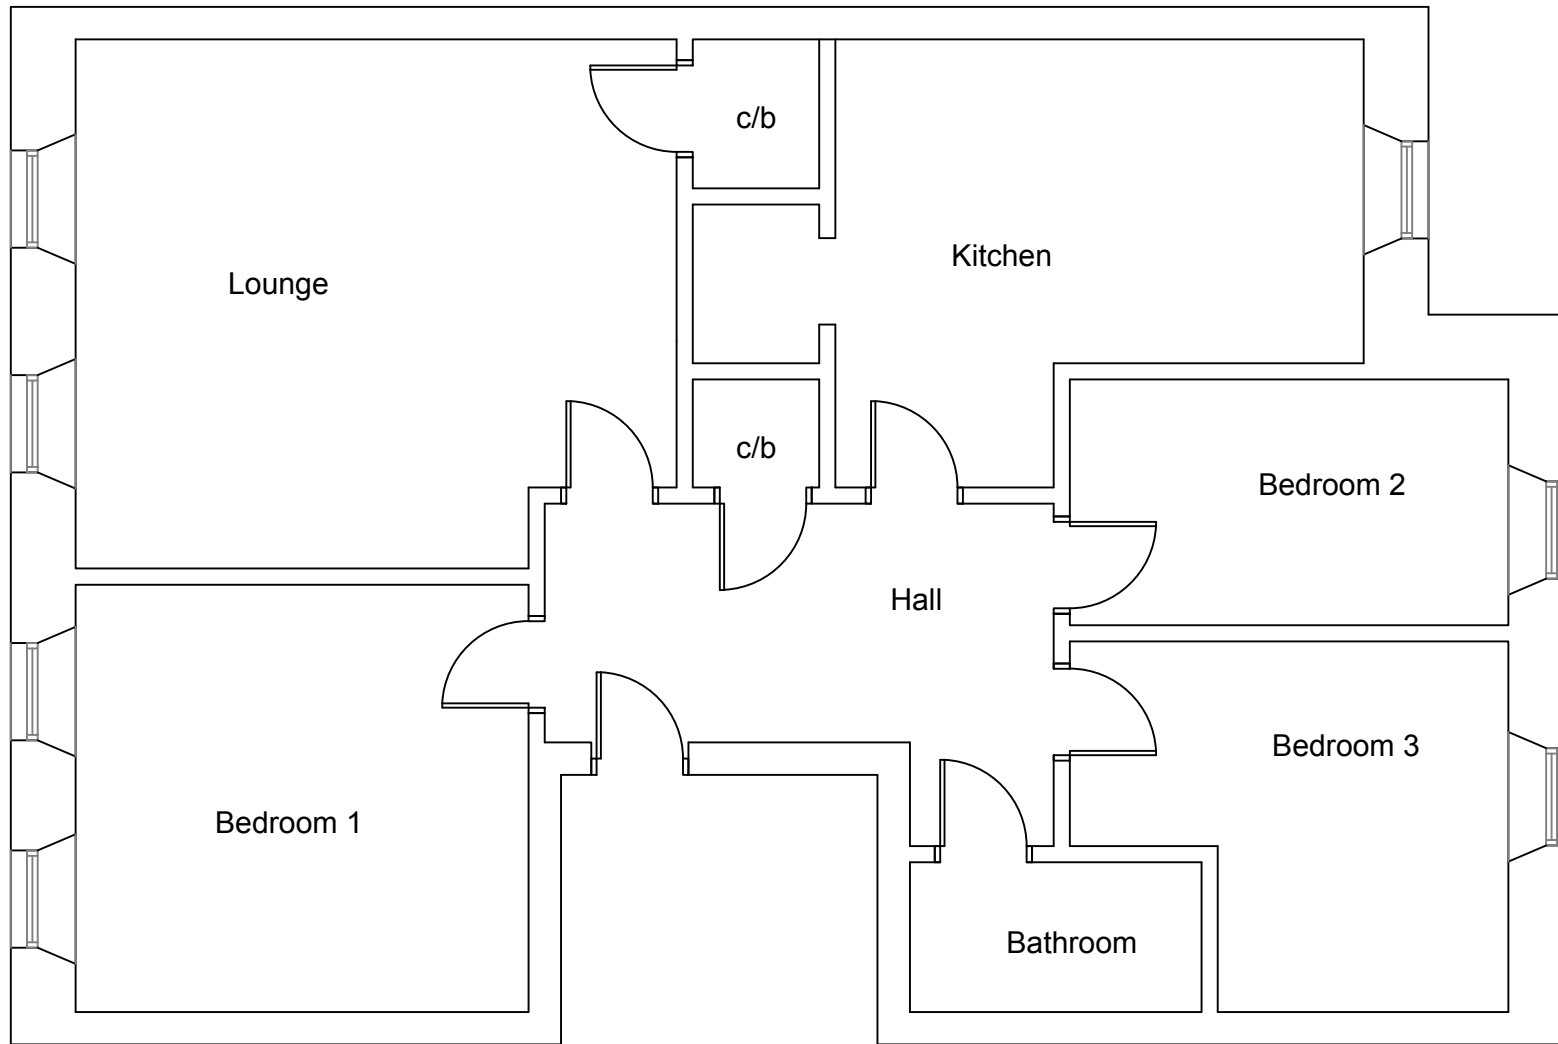 c/b
Kitchen
Lounge
c/b
Bedroom 2
Hall
Bedroom 3
Bedroom 1
Bathroom